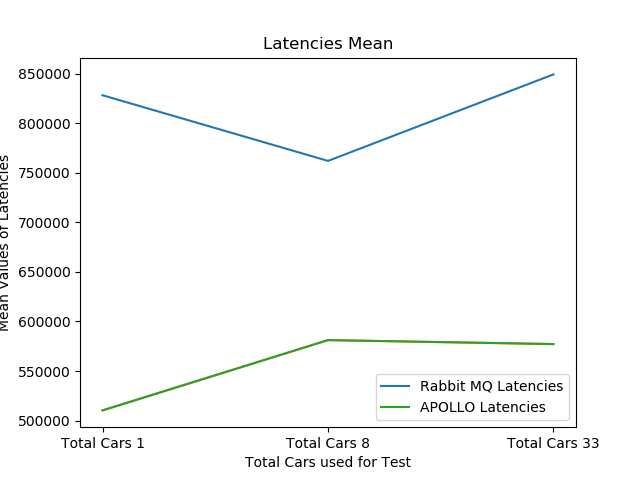 Latencies Mean
850000
800000
750000
700000
650000
600000
550000
500000
Mean Values of Latencies
Rabbit MQ Latencies
APOLLO Latencies
Total Cars 1
Total Cars 8
Total Cars 33
Total Cars used for Test